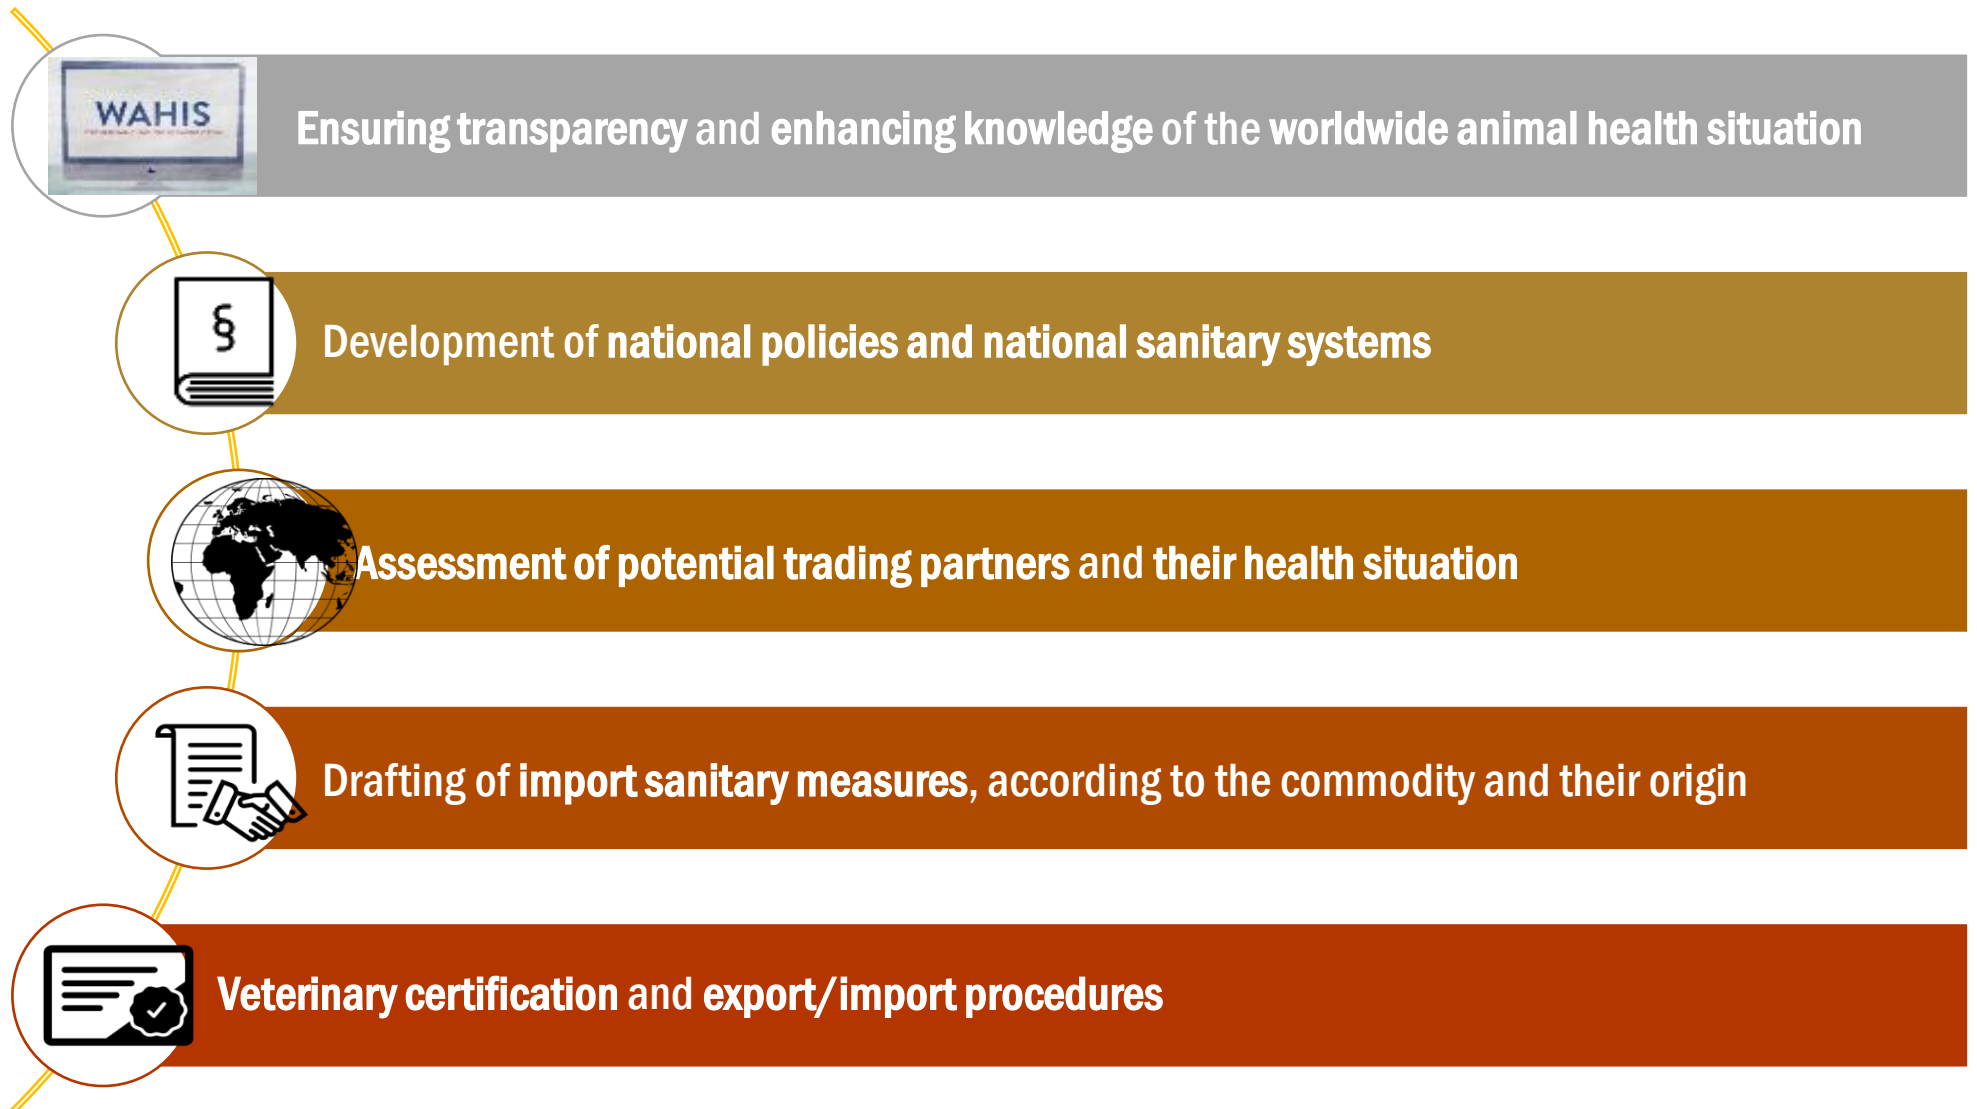 WAHIS
Ensuring transparency and enhancing knowledge of the worldwide animal health situation
§
Development of national policies and national sanitary systems
Assessment of potential trading partners and their health situation
Drafting of import sanitary measures, according to the commodity and their origin
Veterinary certification and export/import procedures